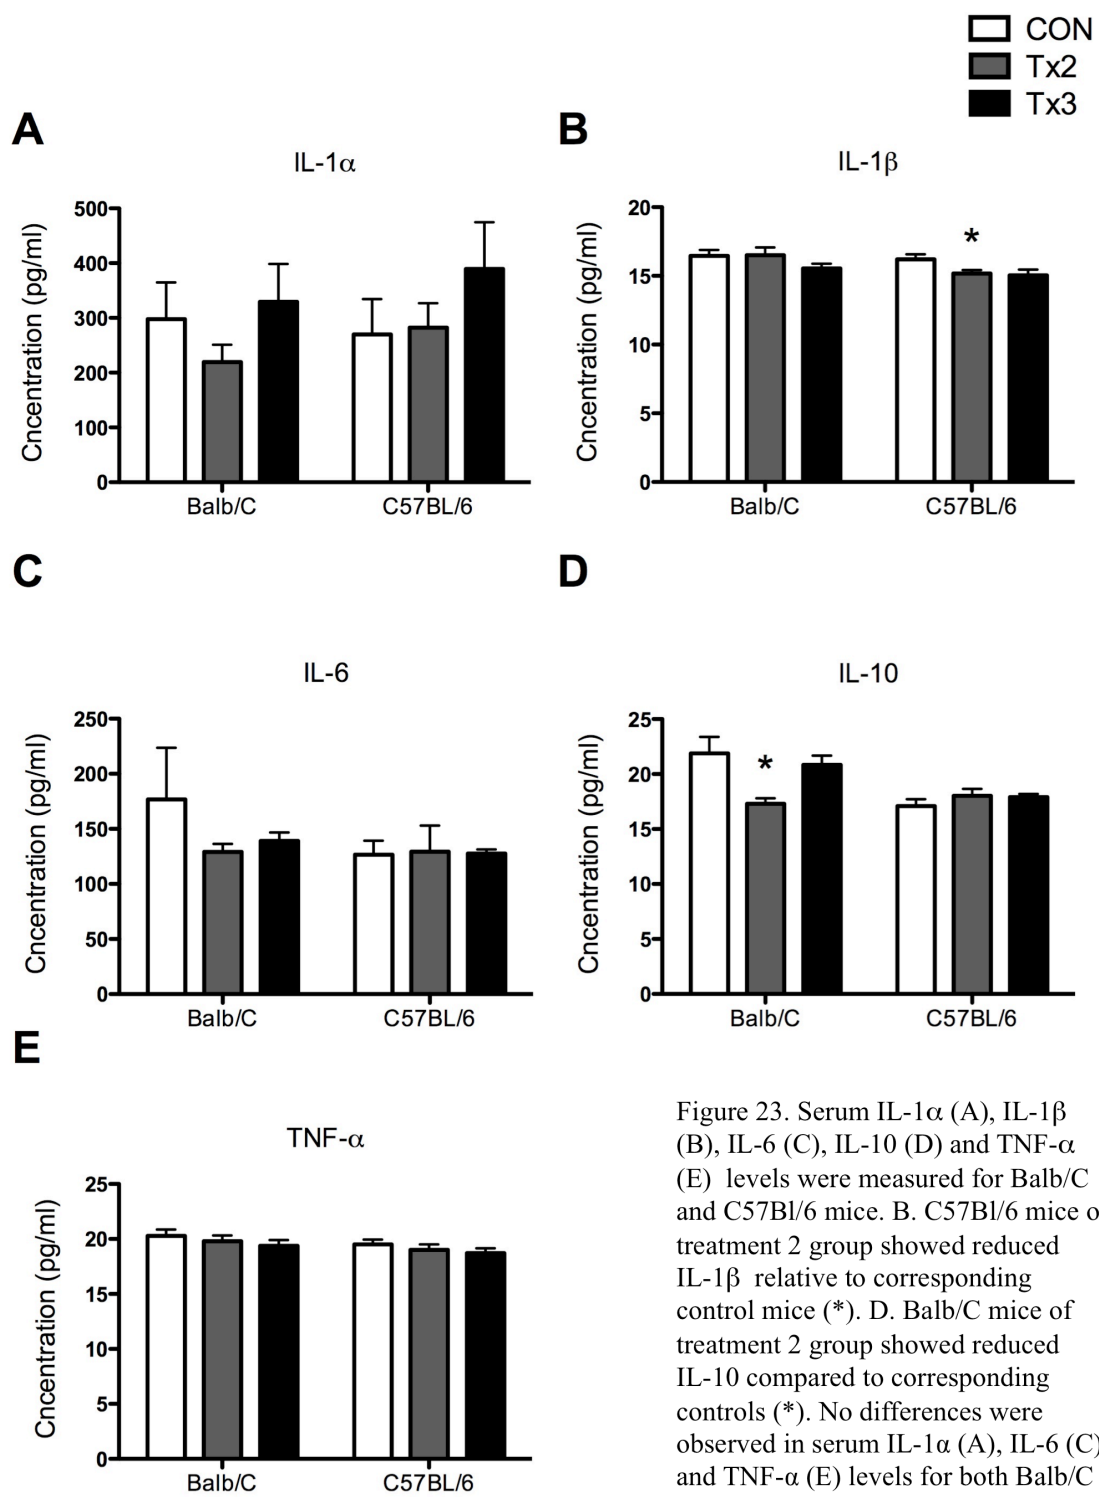 CON
Tx2
Tx3
A
IL-1α
Cncentration (pg/ml)
500
400
300
200
100
0
Balb/C C57BL/6
B
IL-1β
Cncentration (pg/ml)
20
15
10
5
0
*
Balb/C C57BL/6
C
IL-6
Cncentration (pg/ml)
250
200
150
100
50
0
Balb/C C57BL/6
D
IL-10
Cncentration (pg/ml)
25
20
15
10
5
0
*
Balb/C C57BL/6
E
TNF-α
Cncentration (pg/ml)
25
20
15
10
5
0
Balb/C C57BL/6
Figure 23. Serum IL-1α (A), IL-1β
(B), IL-6 (C), IL-10 (D) and TNF-α
(E) levels were measured for Balb/C
and C57Bl/6 mice. B. C57Bl/6 mice o
treatment 2 group showed reduced
IL-1β relative to corresponding
control mice (*). D. Balb/C mice of
treatment 2 group showed reduced
IL-10 compared to corresponding
controls (*). No differences were
observed in serum IL-1α (A), IL-6 (C)
and TNF-α (E) levels for both Balb/C